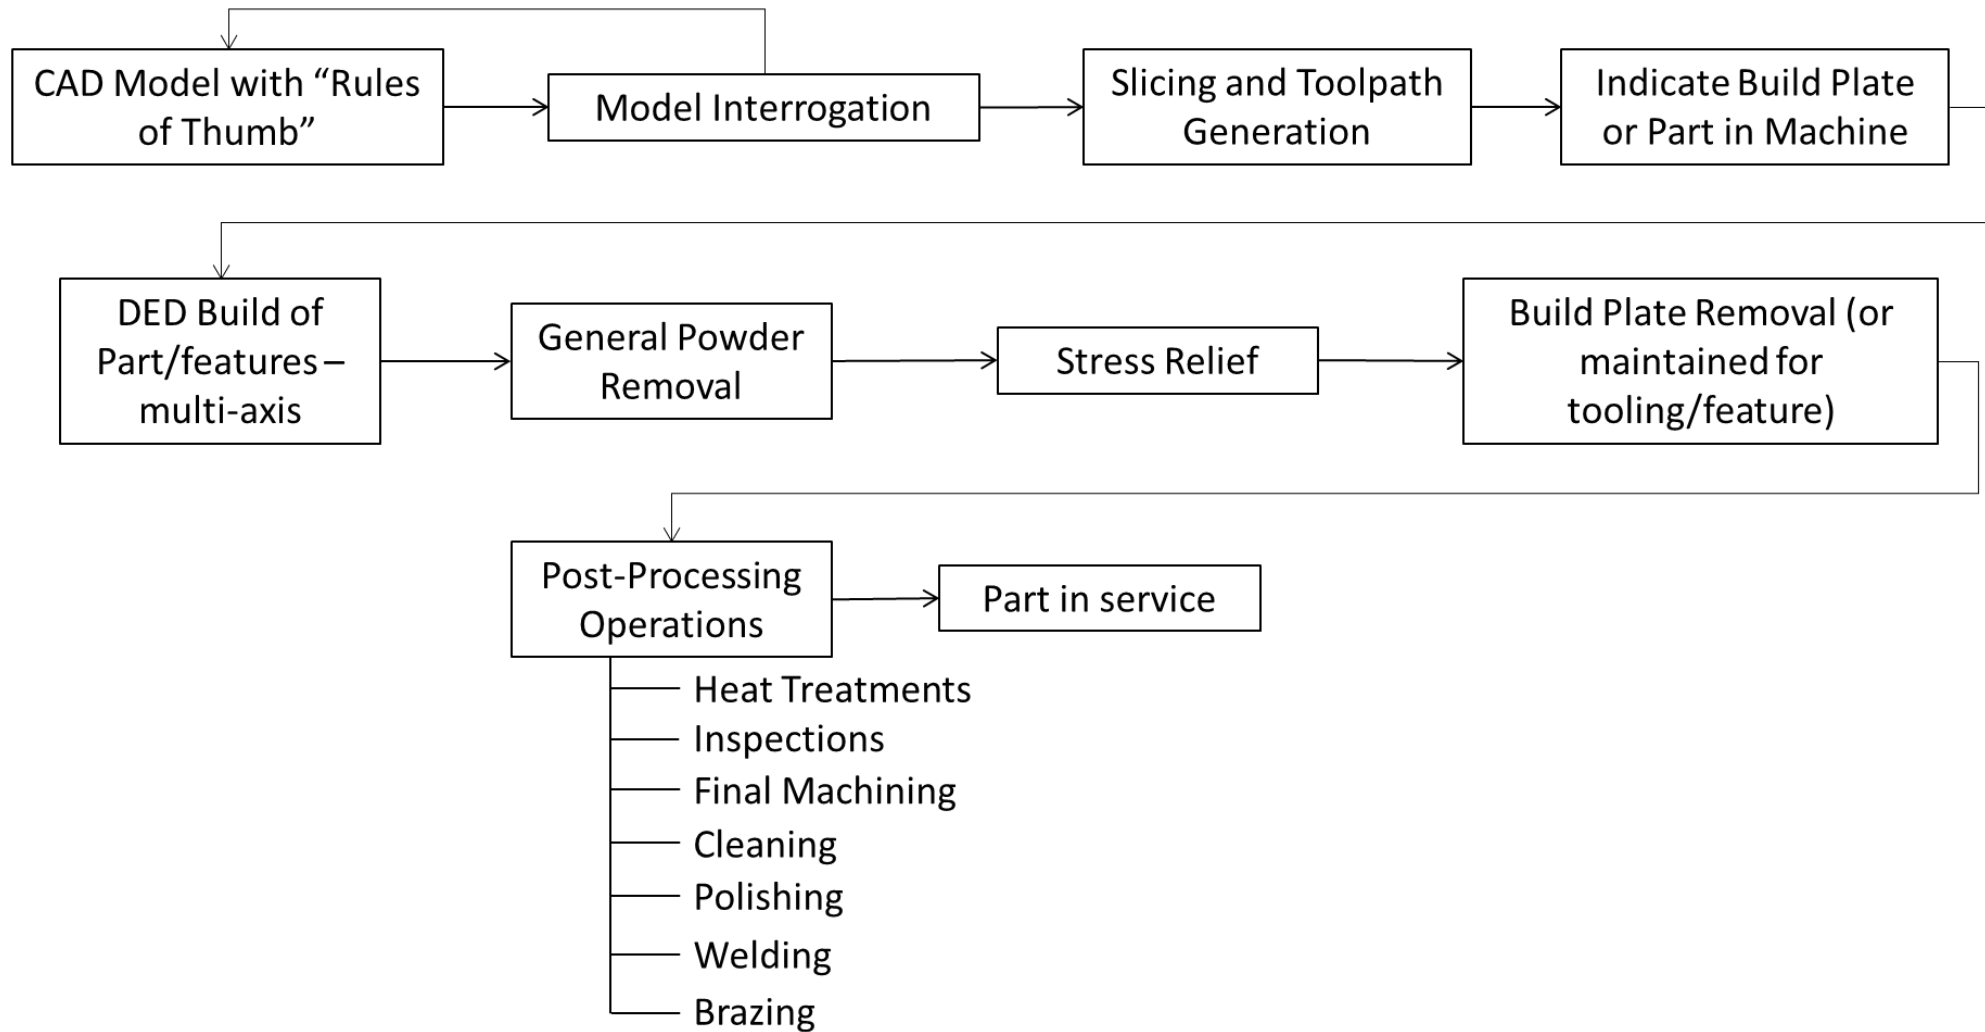 CAD Model with “Rules
of Thumb”
Model Interrogation
Slicing and Toolpath
Generation
Indicate Build Plate
or Part in Machine
DED Build of
Part/features –
multi-axis
General Powder
Removal
Stress Relief
Build Plate Removal (or
maintained for
tooling/feature)
Post-Processing
Operations
Part in service
Heat Treatments
Inspections
Final Machining
Cleaning
Polishing
Welding
Brazing